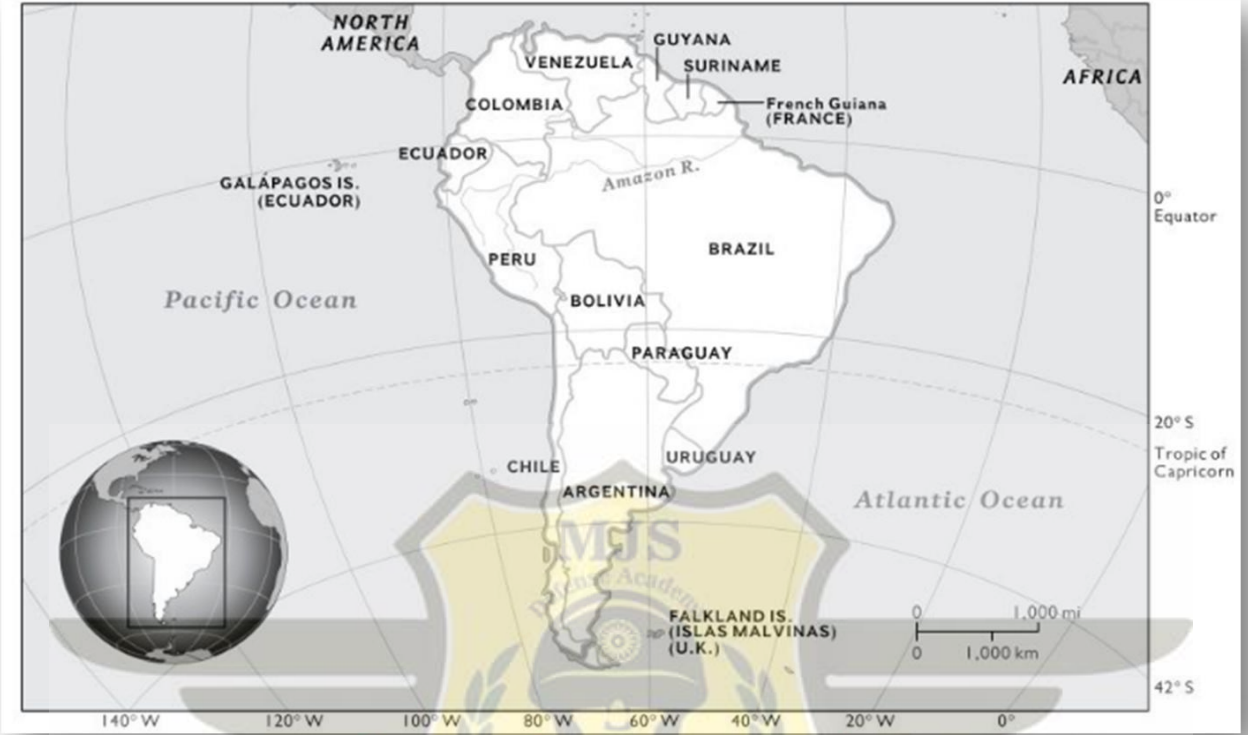 NORTH
AMERICA
GUYANA
VENEZUELA
SURINAME
AFRICA
COLOMBIA
French Guiana
(FRANCE)
ECUADOR
Amazon R.
GALÁPAGOS IS.
(ECUADOR)
0°
Equator
BRAZIL
PERU
Pacific Ocean
BOLIVIA
PARAGUAY
20° S
Tropic of
Capricorn
URUGUAY
CHILE
ARGENTINA
Atlantic Ocean
MJS
Defense Academy
FALKLAND IS.
(ISLAS MALVINAS)
(U.K.)
0 1,000 mi
0 1,000 km
42° S
140° W 120° W 100° W 80° W 60° W 40° W 20° W 0°